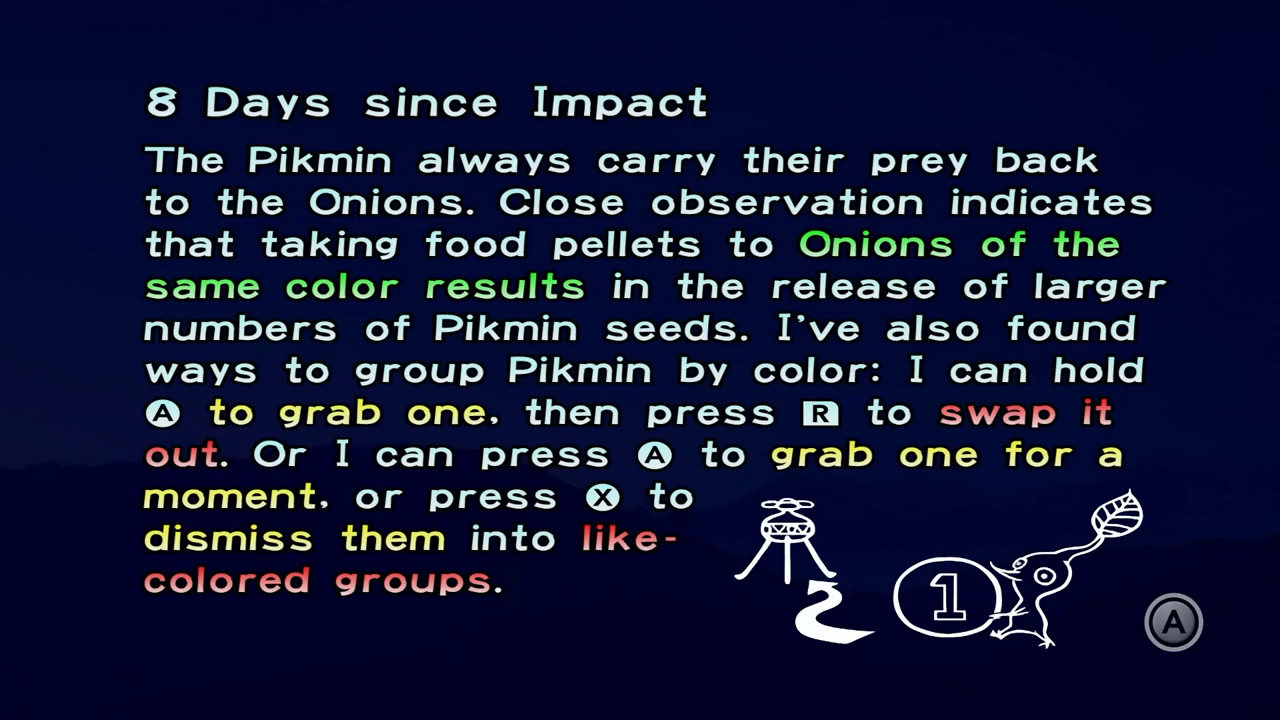 8 Days since Impact
The Pikmin always carry their prey back
to the Onions. Close observation indicates
that taking food pellets to Onions of the
same color results in the release of larger
numbers of Pikmin seeds. I've also found
ways to group Pikmin by color: I can hold
A to grab one, then press R to swap it
out. Or I can press A to grab one for a
moment, or press X to
dismiss them into like-
colored groups.
1
A